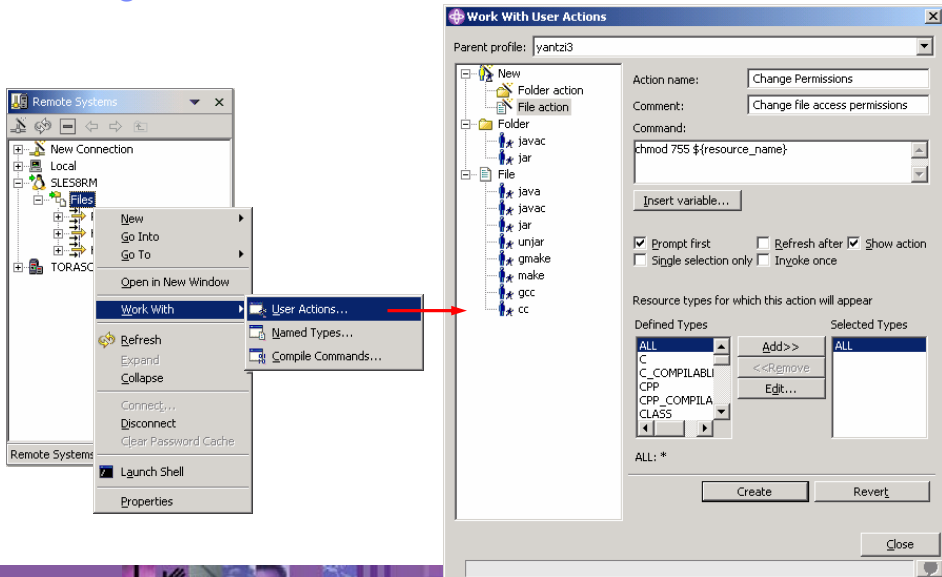 Work With User Actions
Parent profile: yantzi3
New
Folder action
File action
Folder
javac
jar
File
java
javac
jar
unjar
gmake
make
gcc
cc
Action name: Change Permissions
Comment: Change file access permissions
Command:
chmod 755 ${resource_name}
Insert variable...
Prompt first Refresh after Show action
Single selection only Invoke once
Resource types for which this action will appear
Defined Types Selected Types
ALL
C
C_COMPILABL
CPP
CPP_COMPILA
CLASS
Add>>
<<Remove
Edit...
ALL
ALL: *
Create Revert
Close
Remote Systems
New Connection
Local
SLES8RM
Files
TORASC
Remote Systems
New
Go Into
Go To
Open in New Window
Work With
Refresh
Expand
Collapse
Connect...
Disconnect
Clear Password Cache
Launch Shell
Properties
User Actions...
Named Types...
Compile Commands...